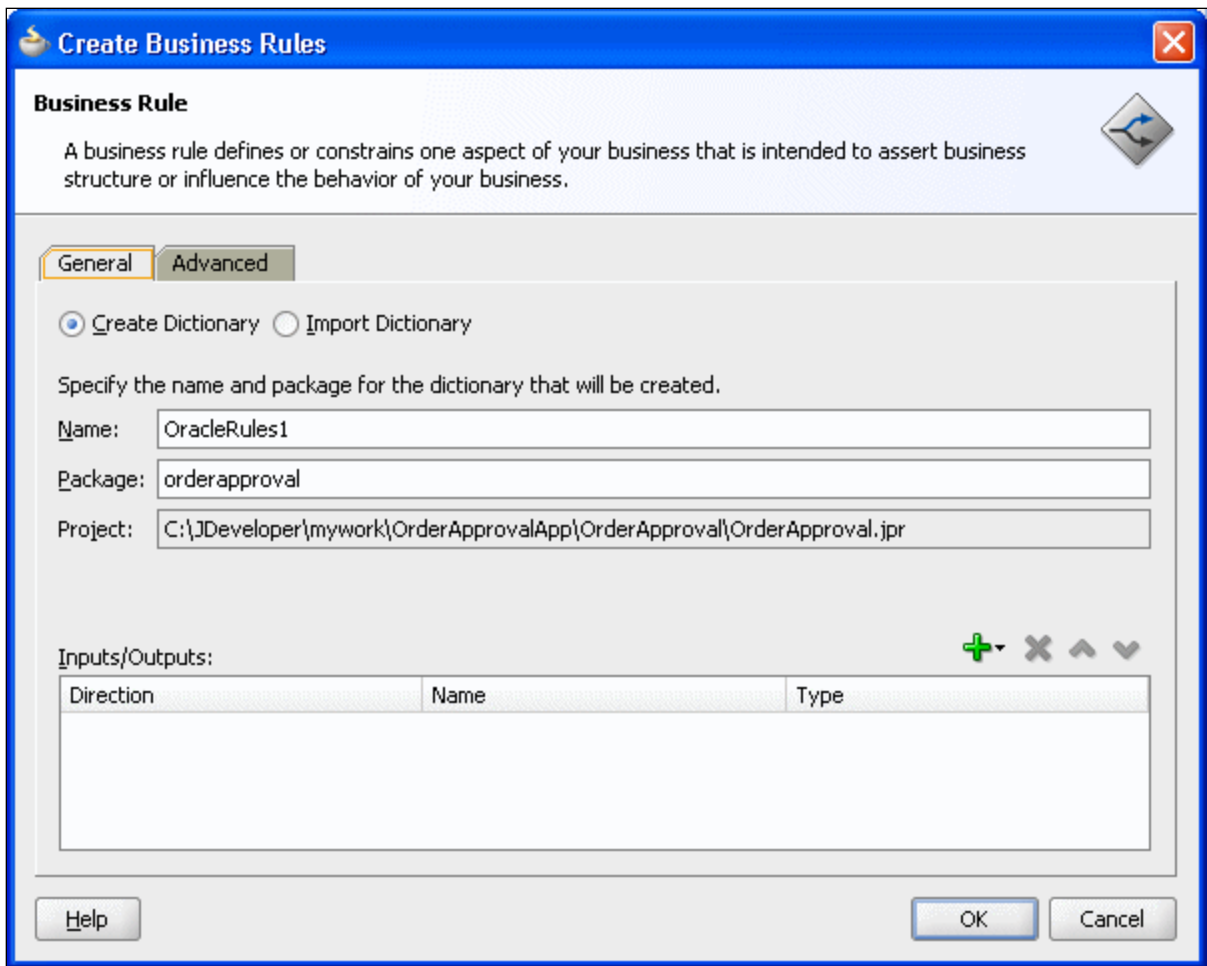 Create Business Rules
Business Rule
A business rule defines or constrains one aspect of your business that is intended to assert business
structure or influence the behavior of your business.
General Advanced
Create Dictionary Import Dictionary
Specify the name and package for the dictionary that will be created.
Name: OracleRules1
Package: orderapproval
Project: C:\JDeveloper\mywork\OrderApprovalApp\OrderApproval\OrderApproval.jpr
Inputs/Outputs:
Direction Name Type
Help OK Cancel